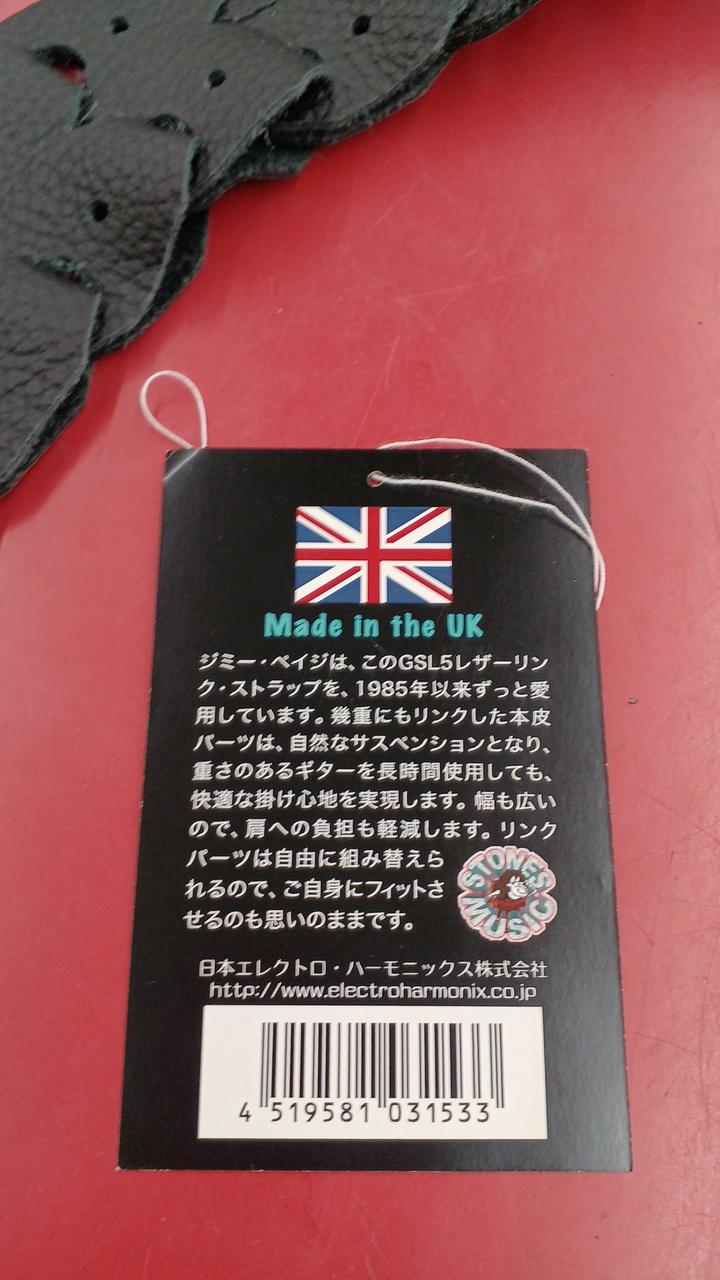 Made in the UK
ジミー・ペイジは、このGSL5レザーリン
ク・ストラップを、1985年以来ずっと愛
用しています。幾重にもリンクした本皮
パーツは、自然なサスペンションとなり、
重さのあるギターを長時間使用しても、
快適な掛け心地を実現します。幅も広い
ので、肩への負担も軽減します。リンク
パーツは自由に組み替えら
れるので、ご自身にフィットさ
せるのも思いのままです。
STONES
MUSIC
日本エレクトロ・ハーモニックス株式会社
http://www.electroharmonix.co.jp
4 519581 031533